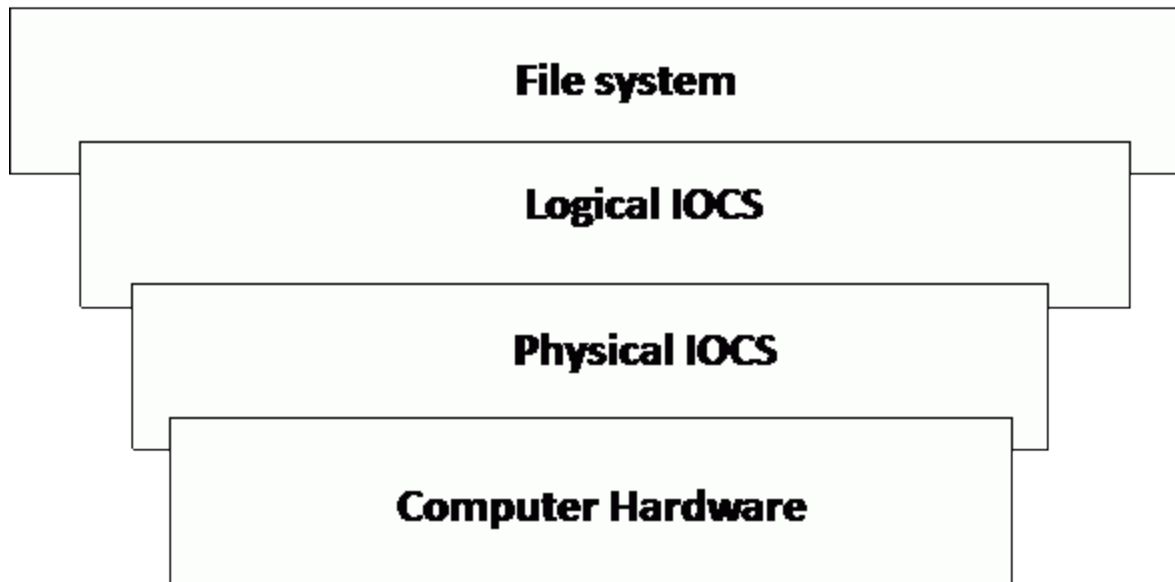 File system
Logical IOCS
Physical IOCS
Computer Hardware